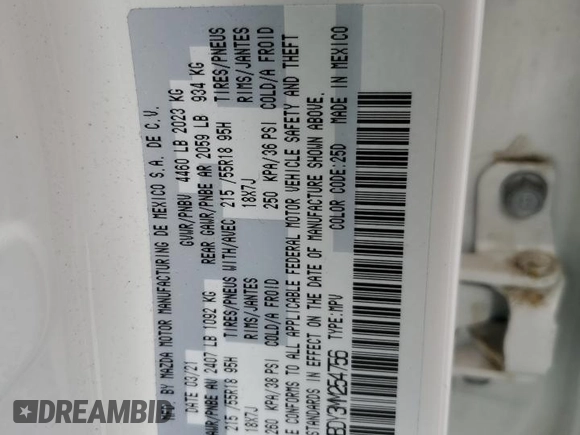 MFD BY MAZDA MOTOR MANUFACTURING DE MEXICO S.A. DE C.V.
DATE 03/21 GVWR/PNBV 4460 LB 2023 KG
GAWR/PNBE AV 2407 LB 1092 KG REAR GAWR/PNBE AR 2059 LB 934 KG
TIRES/PNEUS WITH/AVEC 215 /55R18 95H TIRES/PNEUS
215 /55R18 95H
RIMS/JANTES 18X7J RIMS/JANTES
18X7J
COLD/A FROID 250 KPA/36 PSI COLD/A FROID
260 KPA/38 PSI
CONFORMS TO ALL APPLICABLE FEDERAL MOTOR VEHICLE SAFETY AND THEFT
STANDARDS IN EFFECT ON THE DATE OF MANUFACTURE SHOWN ABOVE.
TYPE:MPV COLOR CODE:25D MADE IN MEXICO
M254756
DREAMBID.COM